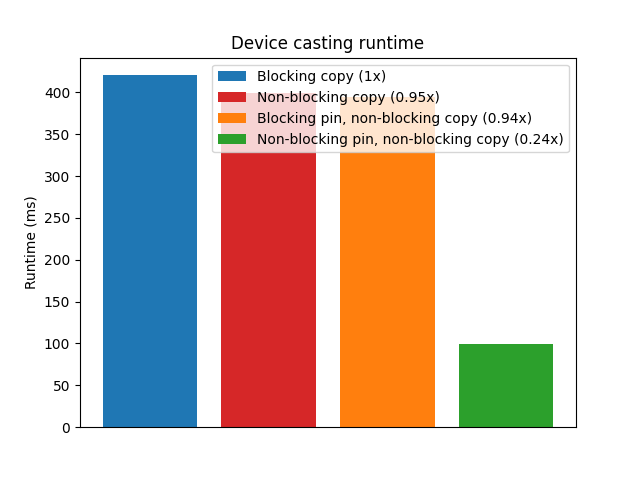 Device casting runtime
Blocking copy (1x)
Non-blocking copy (0.95x)
Blocking pin, non-blocking copy (0.94x)
Non-blocking pin, non-blocking copy (0.24x)
Runtime (ms)
400
350
300
250
200
150
100
50
0